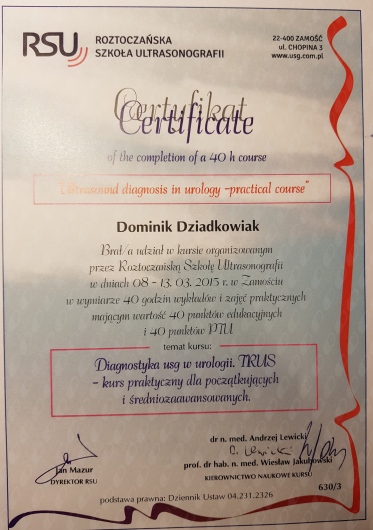 RSU
ROZTOCZAŃSKA
SZKOŁA ULTRASONOGRAFII
22-400 ZAMOŚĆ
ul. CHOPINA 3
www.usg.com.pl
Certyfikat
Certificate
of the completion of a 40 h course
"Ultrasound diagnosis in urology -practical course"
Dominik Dziadkowiak
Brał/a udział w kursie organizowanym
przez Roztoczańską Szkołę Ultrasonografii
w dniach 08 - 13. 03. 2015 r. w Zamościu
w wymiarze 40 godzin wykładów i zajęć praktycznych
mającym wartość 40 punktów edukacyjnych
i 40 punktów PTU
temat kursu:
Diagnostyka usg w urologii. TRUS
- kurs praktyczny dla początkujących
i średniozaawansowanych.
Jan Mazur
DYREKTOR RSU
dr n. med. Andrzej Lewicki
prof. dr hab. n. med. Wiesław Jakubowski
KIEROWNICTWO NAUKOWE KURSU
630/3
podstawa prawna: Dziennik Ustaw 04.231.2326